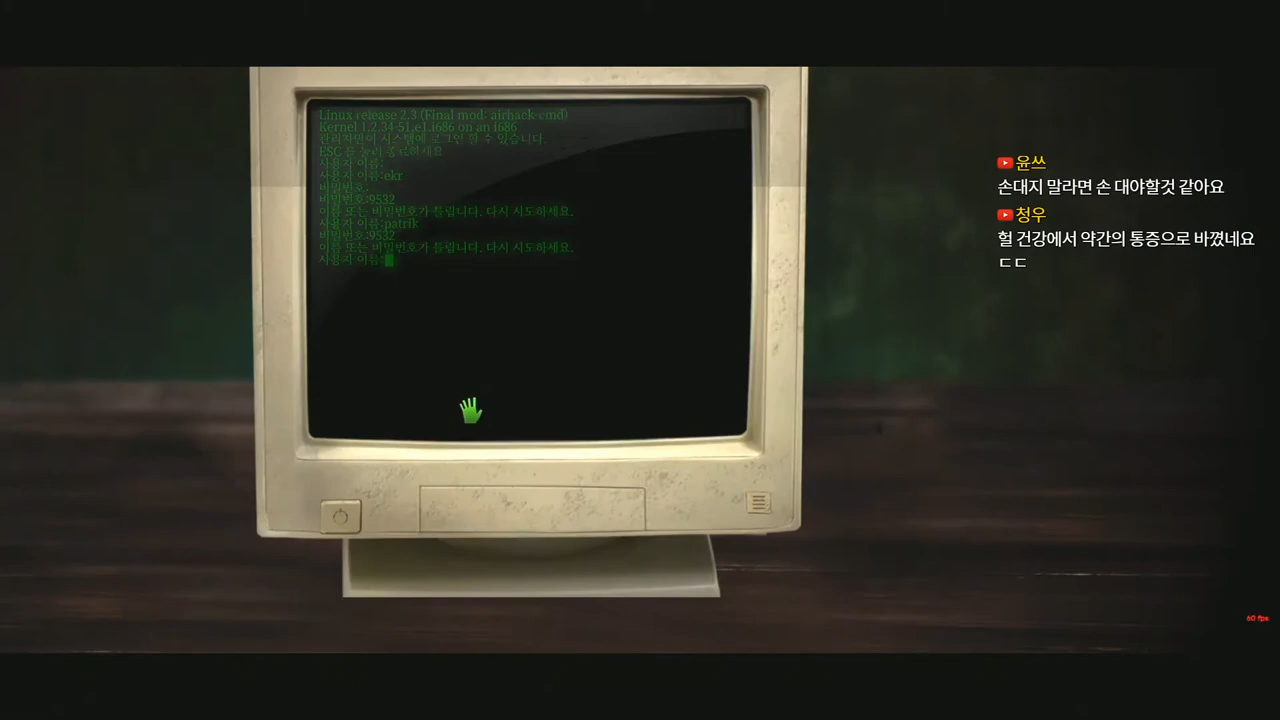 Linux release 2.3 (Final mod: airhack-cmd)
Kernel 1.2.34-51.e1.i686 on an i686
관리자만이 시스템에 로그인 할 수 있습니다.
ESC 를 눌러 종료하세요
사용자 이름:
사용자 이름:ekr
비밀번호:
비밀번호:9532
이름 또는 비밀번호가 틀립니다. 다시 시도하세요.
사용자 이름:patrik
비밀번호:9532
이름 또는 비밀번호가 틀립니다. 다시 시도하세요.
사용자 이름:
윤쓰
손대지 말라면 손 대야할것 같아요
청우
헐 건강에서 약간의 통증으로 바꼈네요
ㄷㄷ
60 fps